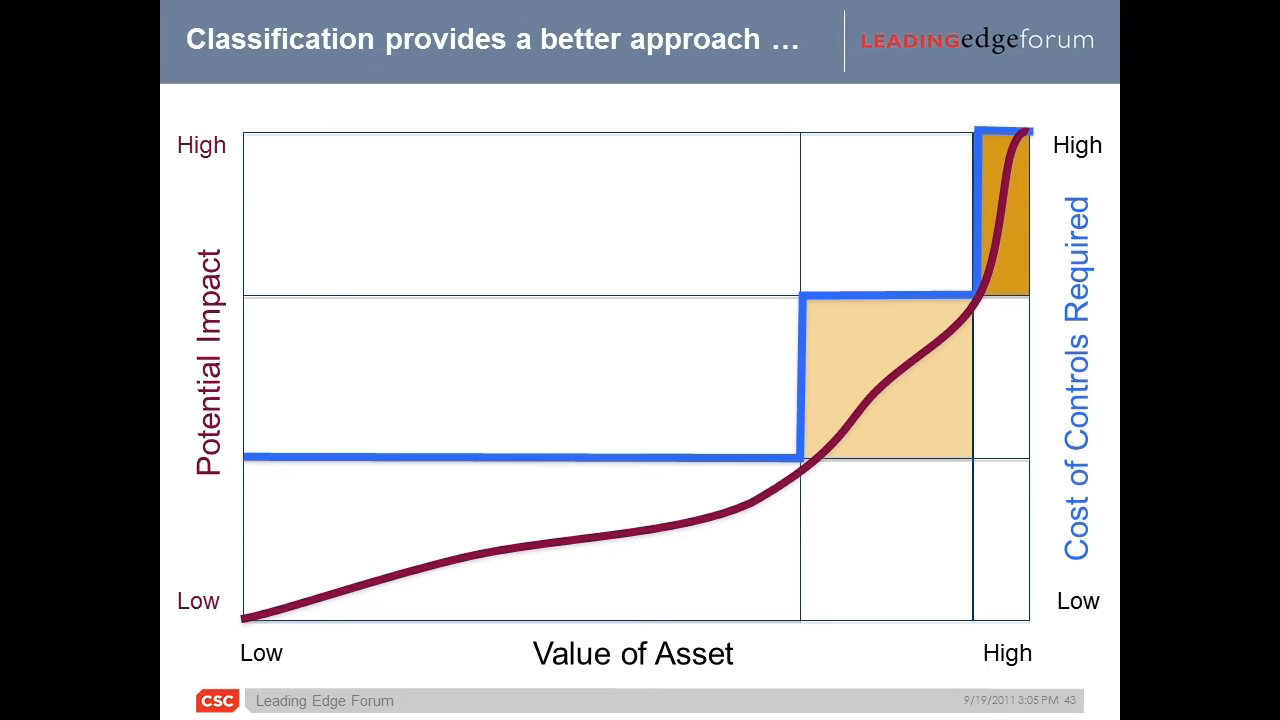 Classification provides a better approach …
LEADINGedgeforum
High
High
Potential Impact
Cost of Controls Required
Low
Low
Low
Value of Asset
High
CSC
Leading Edge Forum
9/19/2011 3:05 PM 43